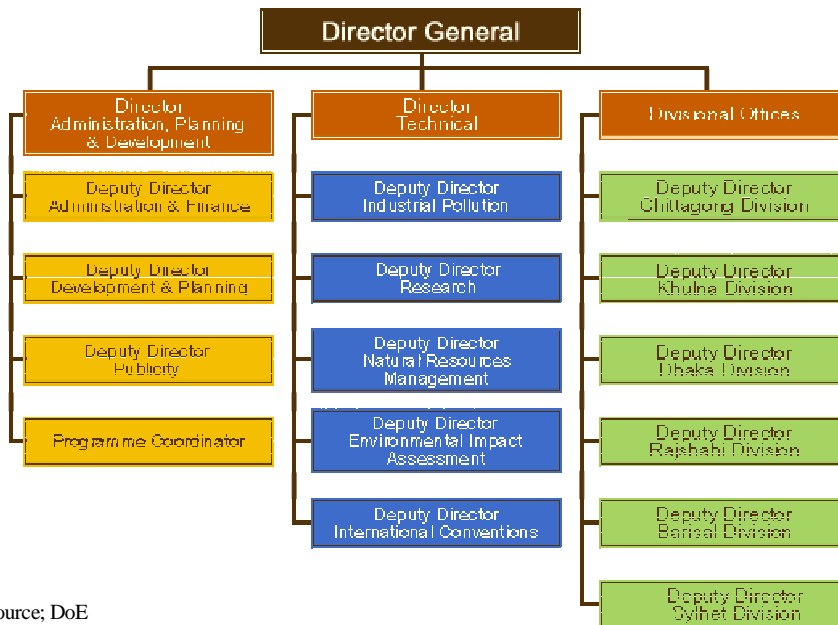 Director General
Director
Administration, Planning
& Development
Deputy Director
Administration & Finance
Deputy Director
Development & Planning
Deputy Director
Publicity
Programme Coordinator
Director
Technical
Deputy Director
Industrial Pollution
Deputy Director
Research
Deputy Director
Natural Resources
Management
Deputy Director
Environmental Impact
Assessment
Deputy Director
International Conventions
Divisional Offices
Deputy Director
Chittagong Division
Deputy Director
Khulna Division
Deputy Director
Dhaka Division
Deputy Director
Rajshahi Division
Deputy Director
Barisal Division
Deputy Director
Sylhet Division
ource; DoE